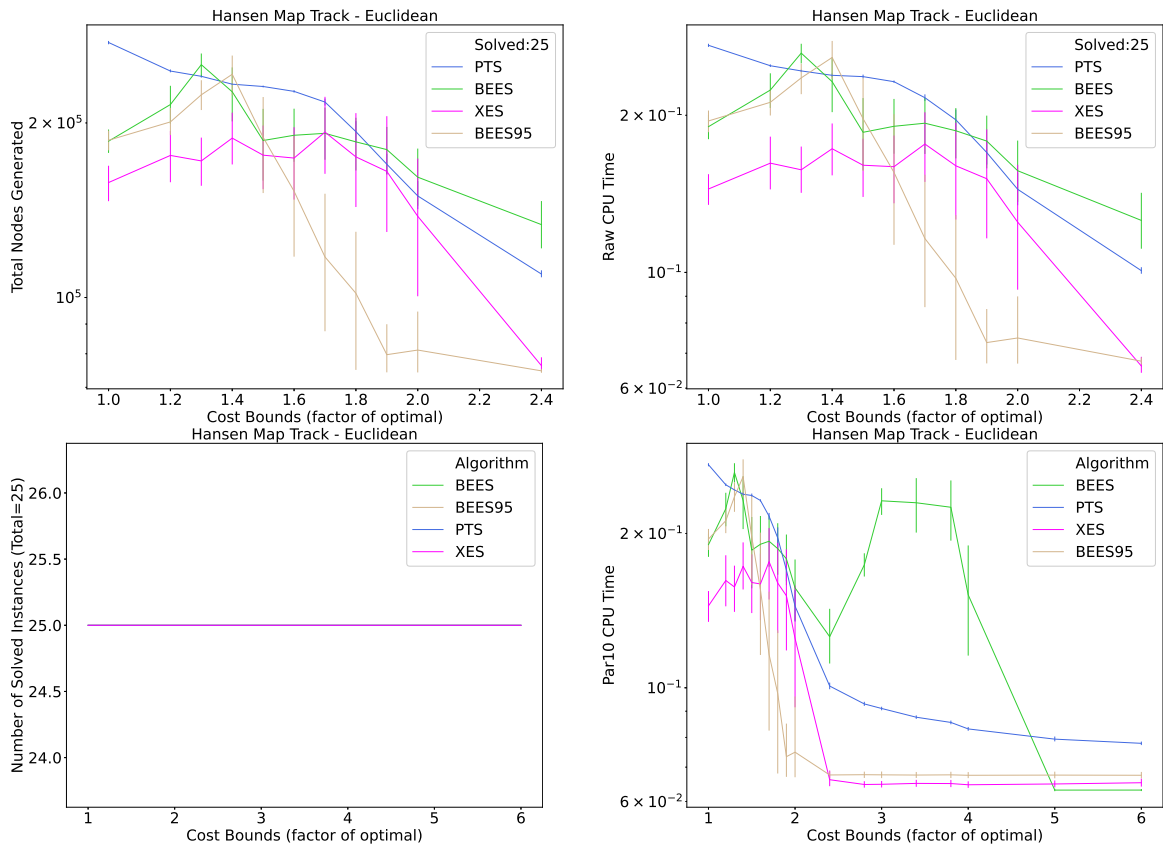 Hansen Map Track - Euclidean
Total Nodes Generated
2 × 10^5
10^5
Solved:25
PTS
BEES
XES
BEES95
1.0 1.2 1.4 1.6 1.8 2.0 2.2 2.4
Cost Bounds (factor of optimal)
Hansen Map Track - Euclidean
Raw CPU Time
2 × 10^−1
10^−1
6 × 10^−2
Solved:25
PTS
BEES
XES
BEES95
1.0 1.2 1.4 1.6 1.8 2.0 2.2 2.4
Cost Bounds (factor of optimal)
Hansen Map Track - Euclidean
Number of Solved Instances (Total=25)
26.0
25.5
25.0
24.5
24.0
Algorithm
BEES
BEES95
PTS
XES
1 2 3 4 5 6
Cost Bounds (factor of optimal)
Hansen Map Track - Euclidean
Par10 CPU Time
2 × 10^−1
10^−1
6 × 10^−2
Algorithm
BEES
PTS
XES
BEES95
1 2 3 4 5 6
Cost Bounds (factor of optimal)